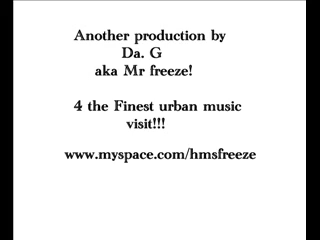 Another production by
Da. G
aka Mr freeze!
4 the Finest urban music
visit!!!
www.myspace.com/hmsfreeze